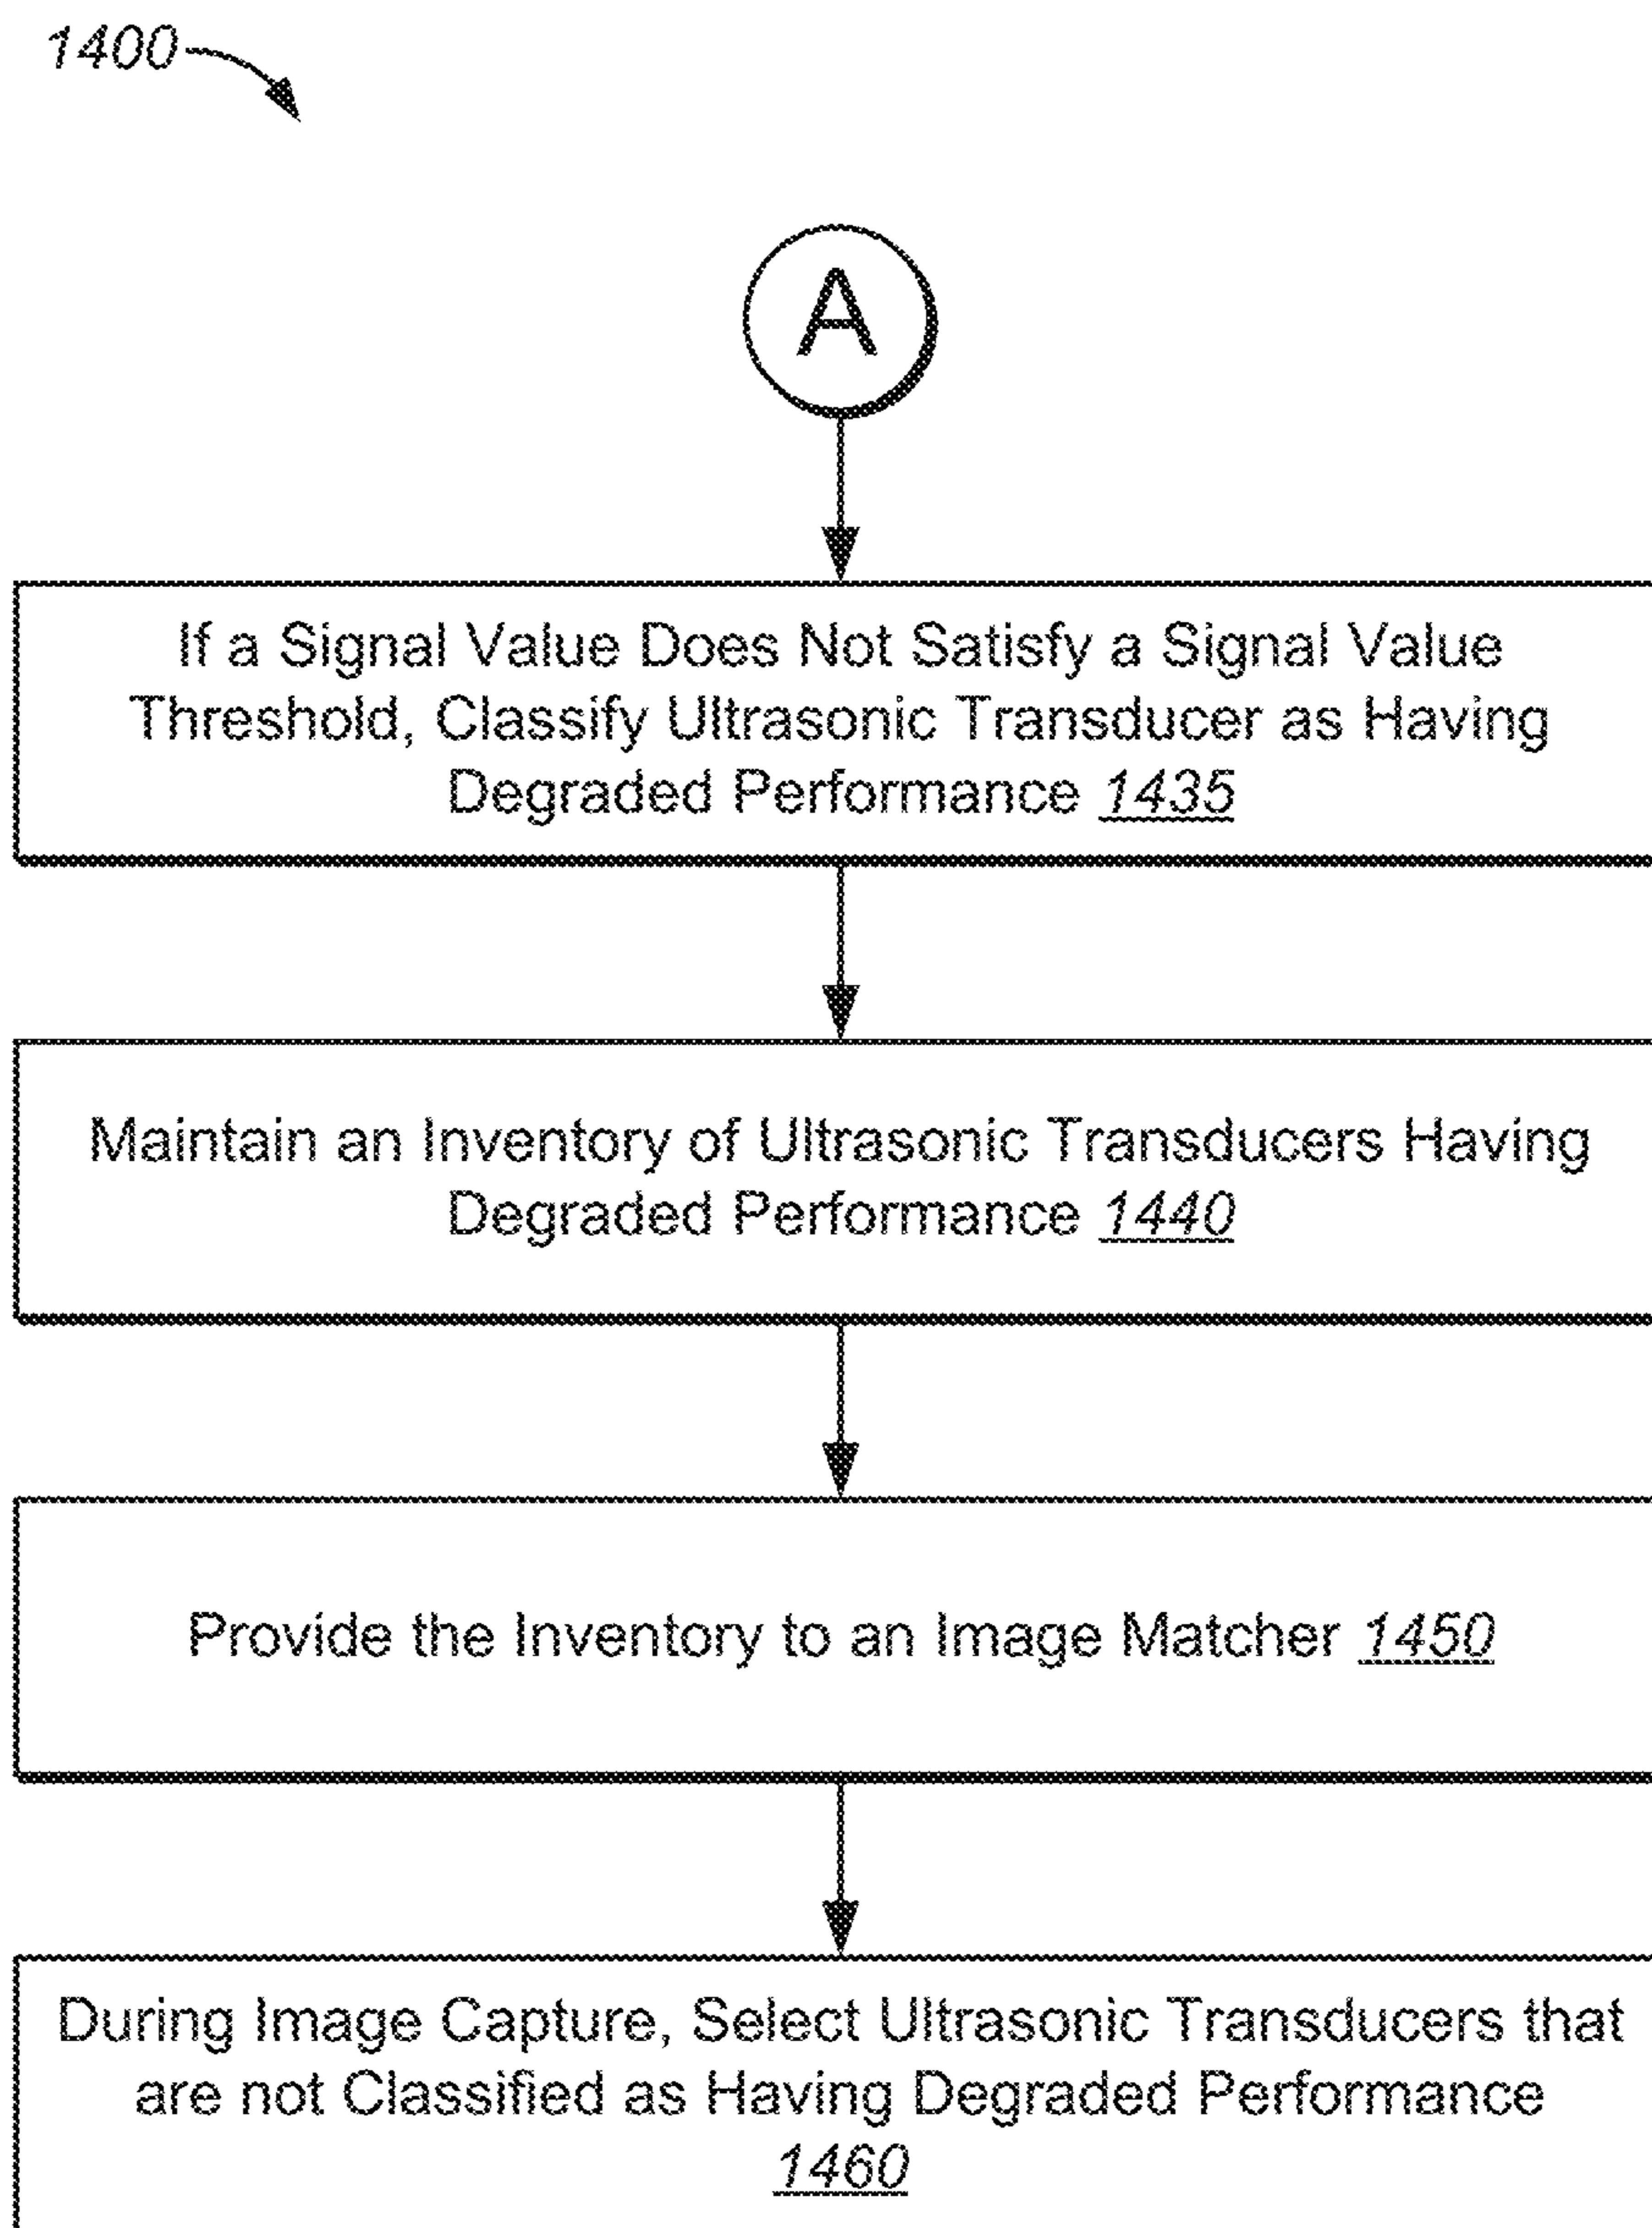 1400
A
If a Signal Value Does Not Satisfy a Signal Value
Threshold, Classify Ultrasonic Transducer as Having
Degraded Performance 1435
Maintain an Inventory of Ultrasonic Transducers Having
Degraded Performance 1440
Provide the Inventory to an Image Matcher 1450
During Image Capture, Select Ultrasonic Transducers that
are not Classified as Having Degraded Performance
1460